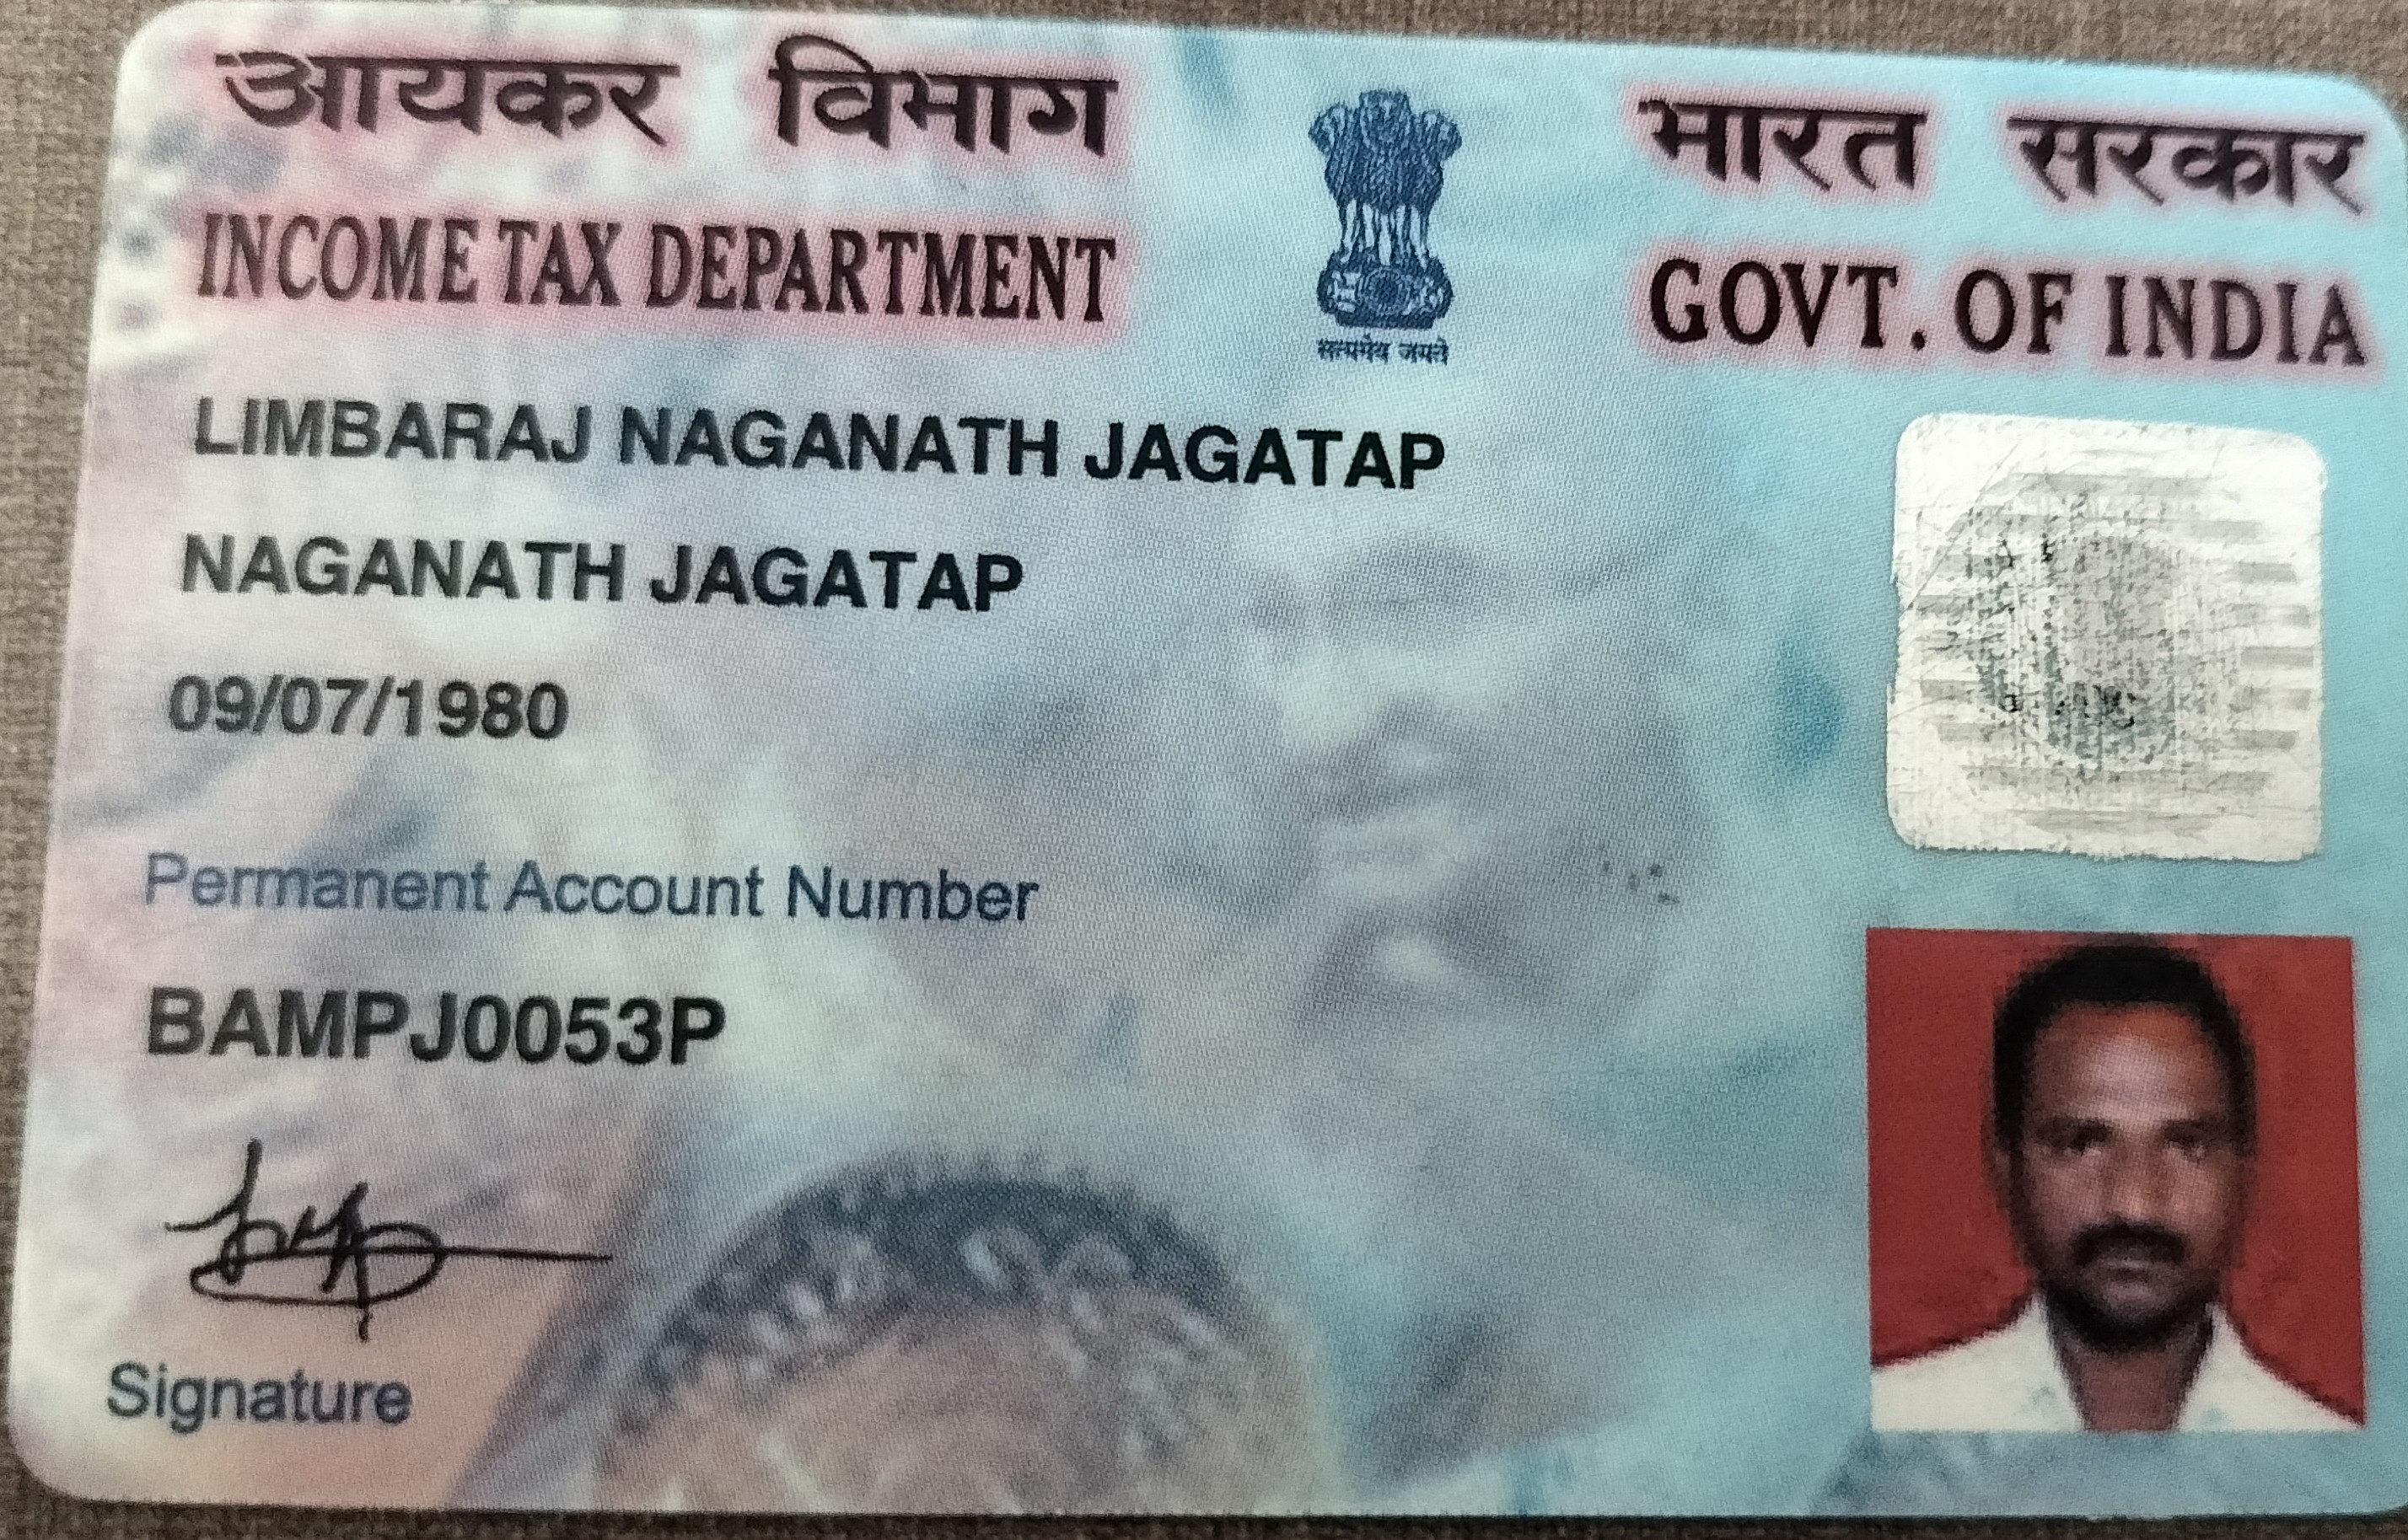 आयकर विभाग
INCOME TAX DEPARTMENT
सत्यमेव जयते
भारत सरकार
GOVT. OF INDIA
LIMBARAJ NAGANATH JAGATAP
NAGANATH JAGATAP
09/07/1980
Permanent Account Number
BAMPJ0053P
Signature